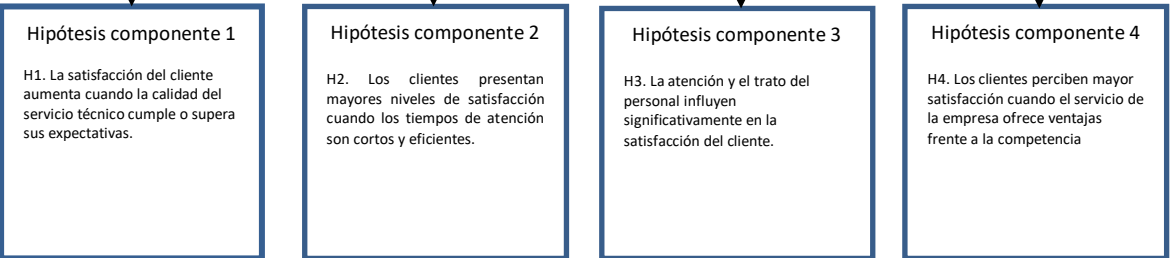 Hipótesis componente 1
H1. La satisfacción del cliente
aumenta cuando la calidad del
servicio técnico cumple o supera
sus expectativas.
Hipótesis componente 2
H2. Los clientes presentan
mayores niveles de satisfacción
cuando los tiempos de atención
son cortos y eficientes.
Hipótesis componente 3
H3. La atención y el trato del
personal influyen
significativamente en la
satisfacción del cliente.
Hipótesis componente 4
H4. Los clientes perciben mayor
satisfacción cuando el servicio de
la empresa ofrece ventajas
frente a la competencia